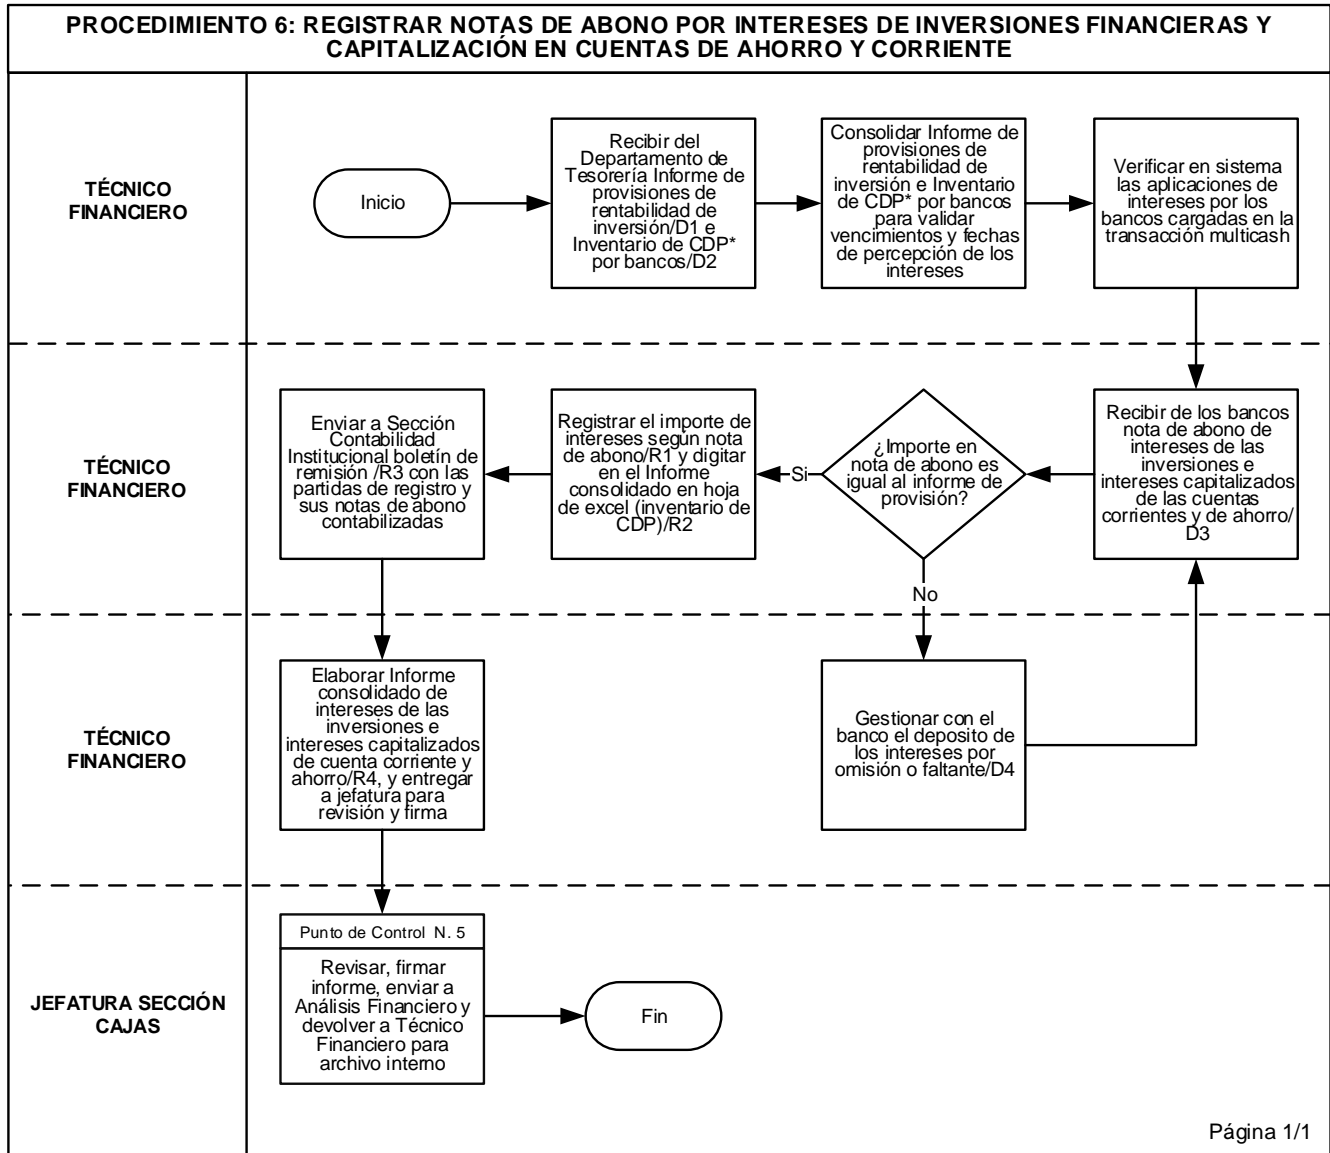 PROCEDIMIENTO 6: REGISTRAR NOTAS DE ABONO POR INTERESES DE INVERSIONES FINANCIERAS Y
CAPITALIZACIÓN EN CUENTAS DE AHORRO Y CORRIENTE
TÉCNICO
FINANCIERO
Inicio
Recibir del
Departamento de
Tesorería Informe de
provisiones de
rentabilidad de
inversión/D1 e
Inventario de CDP*
por bancos/D2
Consolidar Informe de
provisiones de
rentabilidad de
inversión e Inventario
de CDP* por bancos
para validar
vencimientos y fechas
de percepción de los
intereses
Verificar en sistema
las aplicaciones de
intereses por los
bancos cargadas en la
transacción multicash
TÉCNICO
FINANCIERO
Enviar a Sección
Contabilidad
Institucional boletín de
remisión /R3 con las
partidas de registro y
sus notas de abono
contabilizadas
Registrar el importe de
intereses según nota
de abono/R1 y digitar
en el Informe
consolidado en hoja
de excel (inventario de
CDP)/R2
Si
¿Importe en
nota de abono es
igual al informe de
provisión?
No
Recibir de los bancos
nota de abono de
intereses de las
inversiones e
intereses capitalizados
de las cuentas
corrientes y de ahorro/
D3
TÉCNICO
FINANCIERO
Elaborar Informe
consolidado de
intereses de las
inversiones e
intereses capitalizados
de cuenta corriente y
ahorro/R4, y entregar
a jefatura para
revisión y firma
Gestionar con el
banco el deposito de
los intereses por
omisión o faltante/D4
JEFATURA SECCIÓN
CAJAS
Punto de Control N. 5
Revisar, firmar
informe, enviar a
Análisis Financiero y
devolver a Técnico
Financiero para
archivo interno
Fin
Página 1/1